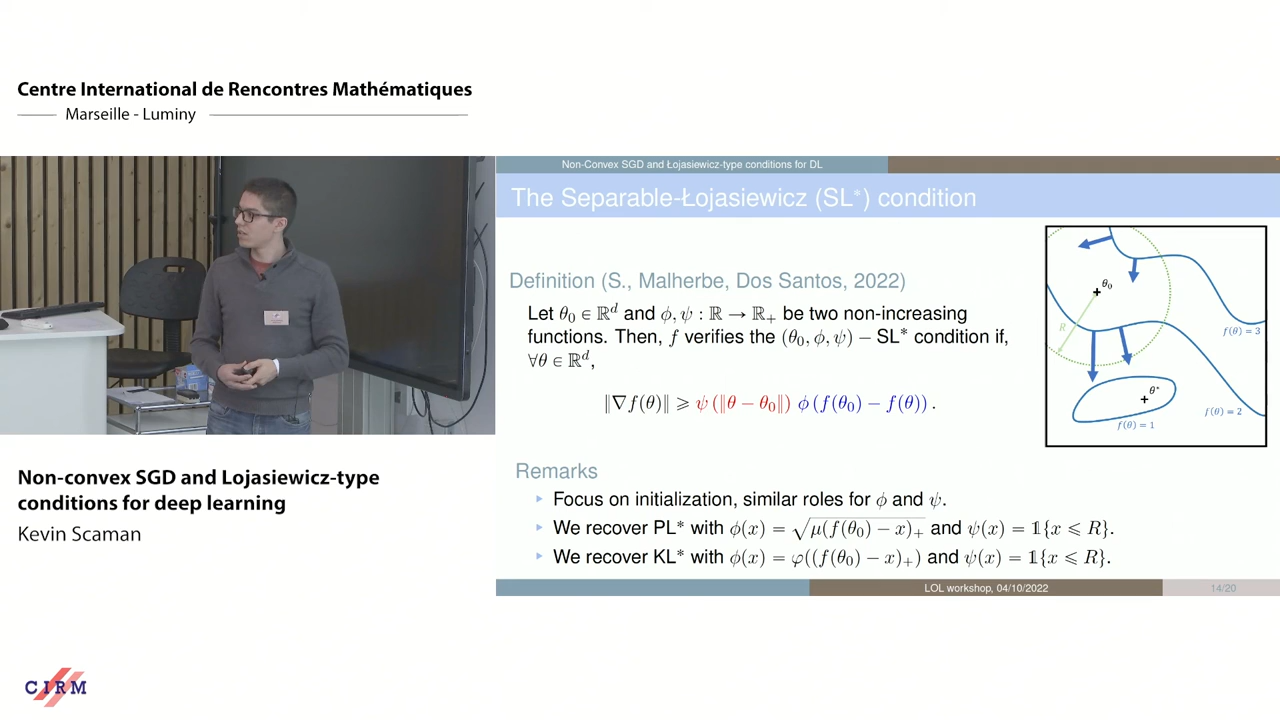 Centre International de Rencontres Mathématiques
Marseille - Luminy
Non-Convex SGD and Łojasiewicz-type conditions for DL
The Separable-Łojasiewicz (SL*) condition
Definition (S., Malherbe, Dos Santos, 2022)
Let θ₀ ∈ ℝᵈ and ϕ, ψ : ℝ → ℝ₊ be two non-increasing
functions. Then, f verifies the (θ₀, ϕ, ψ) − SL* condition if,
∀θ ∈ ℝᵈ,
‖∇f(θ)‖ ⩾ ψ (‖θ − θ₀‖) ϕ (f(θ₀) − f(θ)) .
θ₀
R
f(θ) = 3
θ*
f(θ) = 2
f(θ) = 1
Remarks
Focus on initialization, similar roles for ϕ and ψ.
We recover PL* with ϕ(x) = √(μ(f(θ₀) − x)₊) and ψ(x) = 𝟙{x ⩽ R}.
We recover KL* with ϕ(x) = φ((f(θ₀) − x)₊) and ψ(x) = 𝟙{x ⩽ R}.
LOL workshop, 04/10/2022
14/20
Non-convex SGD and Lojasiewicz-type
conditions for deep learning
Kevin Scaman
CIRM